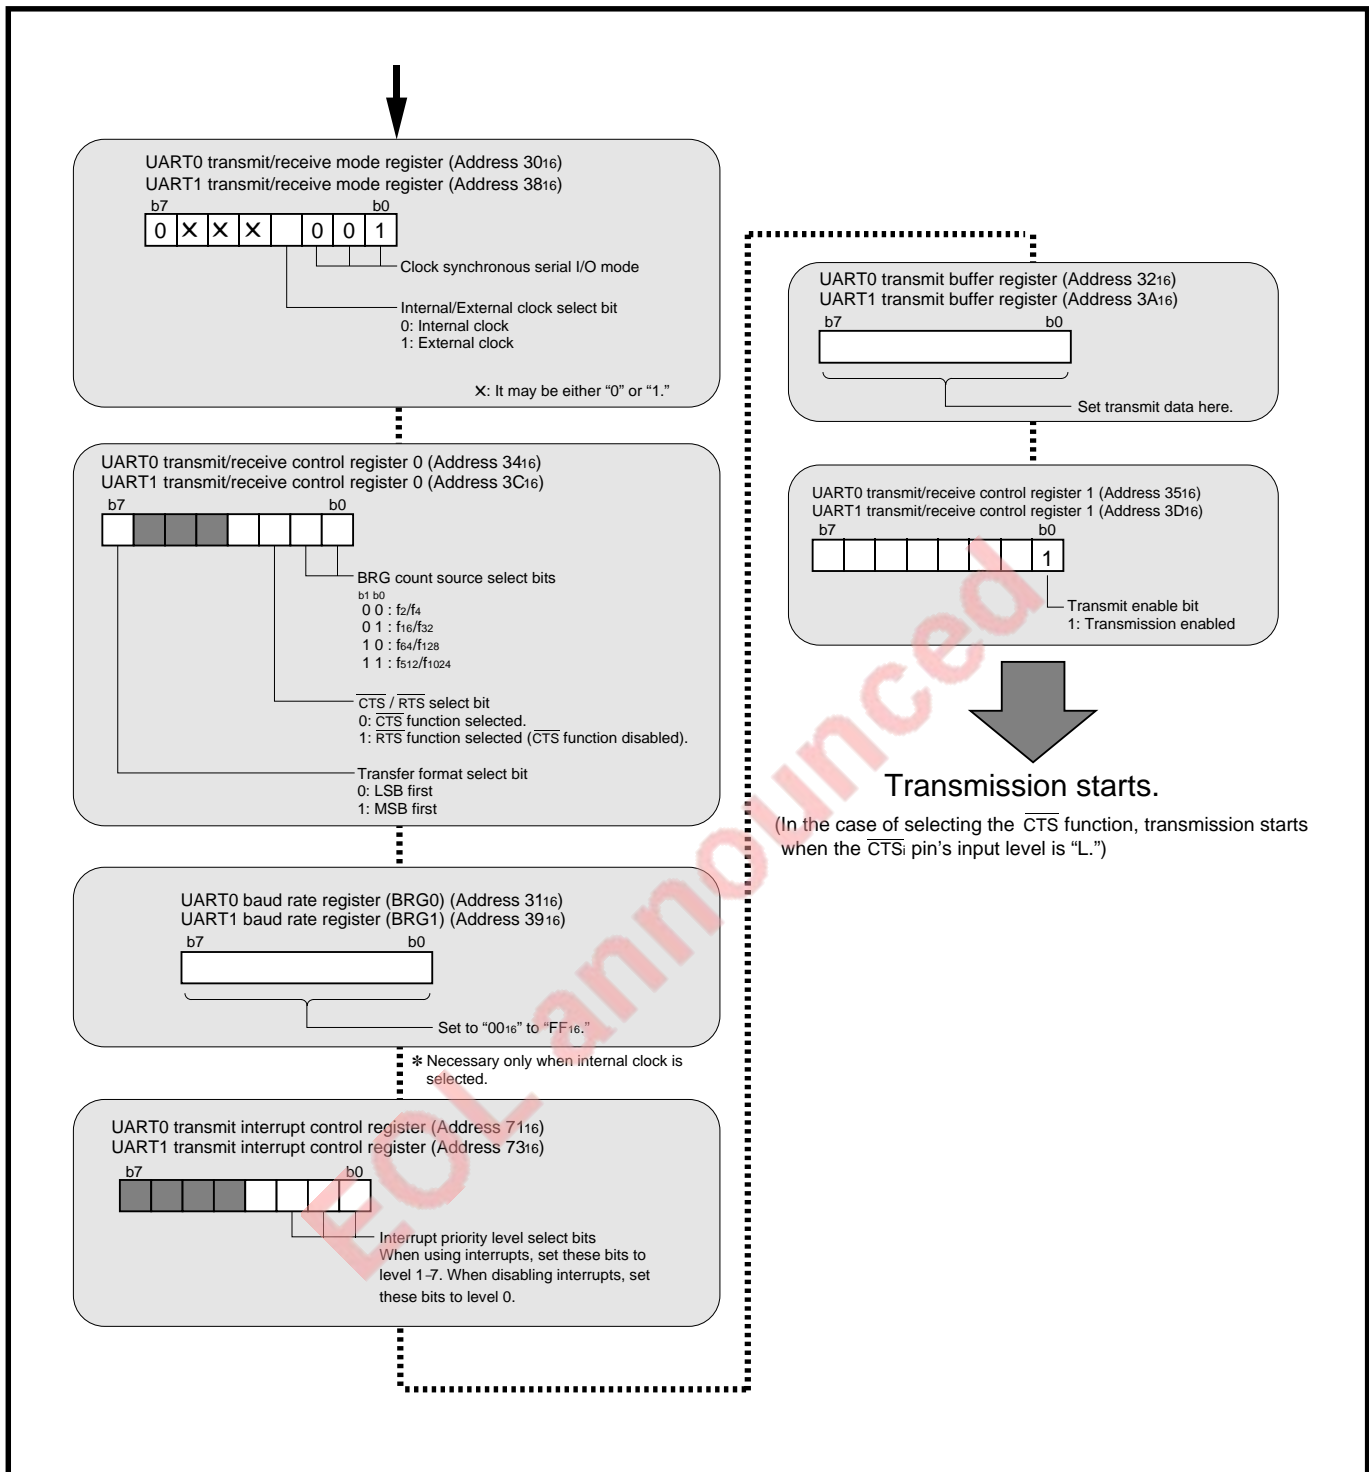 UART0 transmit/receive mode register (Address 3016)
UART1 transmit/receive mode register (Address 3816)
b7 b0
0 ✕ ✕ ✕ 0 0 1
Clock synchronous serial I/O mode
Internal/External clock select bit
0: Internal clock
1: External clock
✕: It may be either “0” or “1.”
UART0 transmit/receive control register 0 (Address 3416)
UART1 transmit/receive control register 0 (Address 3C16)
b7 b0
BRG count source select bits
b1 b0
0 0 : f2/f4
0 1 : f16/f32
1 0 : f64/f128
1 1 : f512/f1024
CTS / RTS select bit
0: CTS function selected.
1: RTS function selected (CTS function disabled).
Transfer format select bit
0: LSB first
1: MSB first
UART0 baud rate register (BRG0) (Address 3116)
UART1 baud rate register (BRG1) (Address 3916)
b7 b0
Set to “0016” to “FF16.”
✻ Necessary only when internal clock is
selected.
UART0 transmit interrupt control register (Address 7116)
UART1 transmit interrupt control register (Address 7316)
b7 b0
Interrupt priority level select bits
When using interrupts, set these bits to
level 1–7. When disabling interrupts, set
these bits to level 0.
UART0 transmit buffer register (Address 3216)
UART1 transmit buffer register (Address 3A16)
b7 b0
Set transmit data here.
UART0 transmit/receive control register 1 (Address 3516)
UART1 transmit/receive control register 1 (Address 3D16)
b7 b0
1
Transmit enable bit
1: Transmission enabled
Transmission starts.
(In the case of selecting the CTS function, transmission starts
when the CTSi pin’s input level is “L.”)
EOL announced